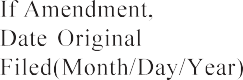 If Amendment,
Date Original
Filed(Month/Day/Year)